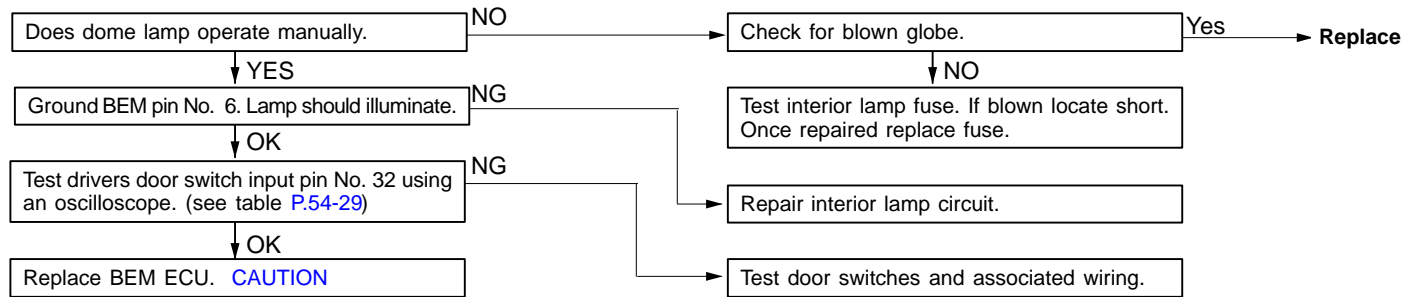 Does dome lamp operate manually.
NO
Check for blown globe.
Yes
Replace
YES
NO
Ground BEM pin No. 6. Lamp should illuminate.
NG
Test interior lamp fuse. If blown locate short.
Once repaired replace fuse.
OK
Test drivers door switch input pin No. 32 using
an oscilloscope. (see table P.54-29)
NG
Repair interior lamp circuit.
OK
Replace BEM ECU. CAUTION
Test door switches and associated wiring.